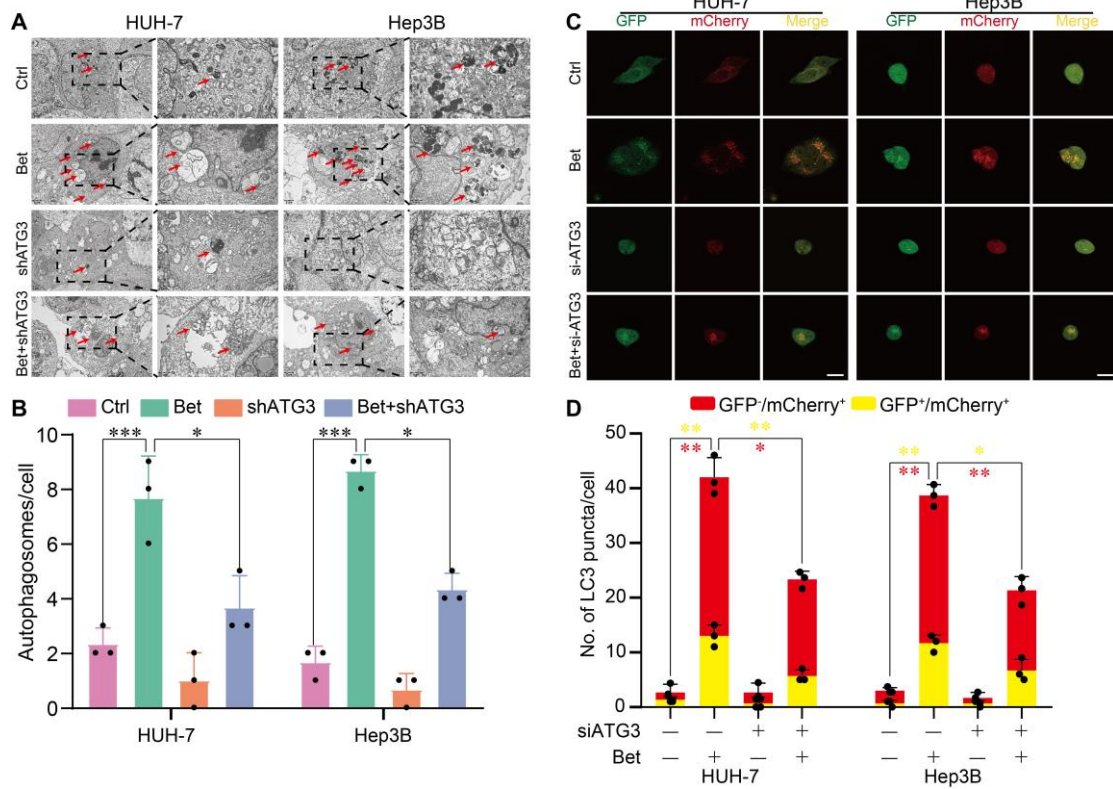 A
HUH-7
Hep3B
Ctrl
Bet
shATG3
Bet+shATG3
C
HUH-7
Hep3B
GFP mCherry Merge GFP mCherry Merge
Ctrl
Bet
si-ATG3
Bet+si-ATG3
B
Ctrl Bet shATG3 Bet+shATG3
Autophagosomes/cell
10
8
6
4
2
0
*** * *** *
HUH-7 Hep3B
D
GFP⁻/mCherry⁺ GFP⁺/mCherry⁺
No. of LC3 puncta/cell
50
40
30
20
10
0
** ** ** *
** * ** **
siATG3 — — + + — — + +
Bet — + — + — + — +
HUH-7 Hep3B